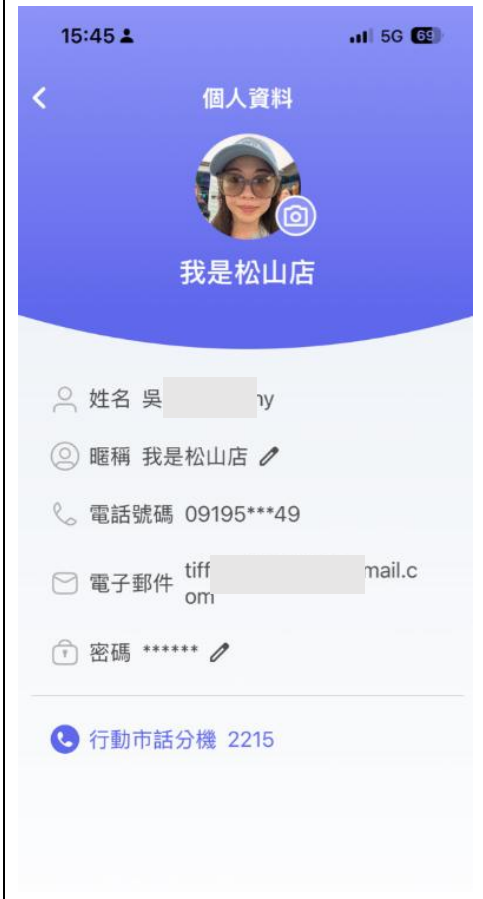 15:45
5G 69
個人資料
我是松山店
姓名 吳 ny
暱稱 我是松山店
電話號碼 09195***49
電子郵件 tiff mail.c
om
密碼 ******
行動市話分機 2215